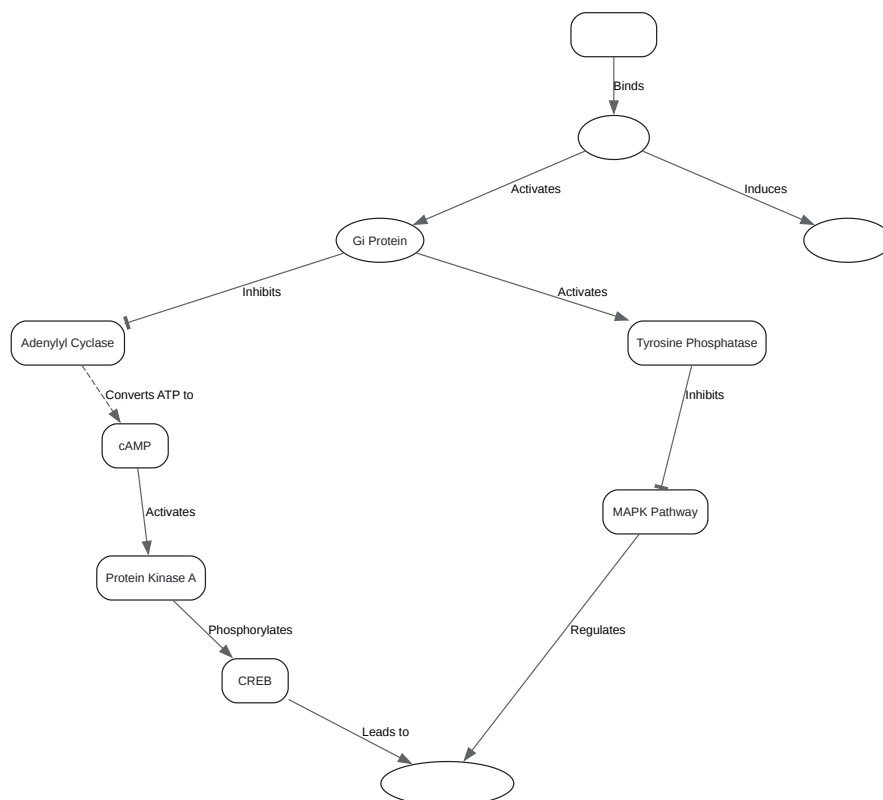 Binds
Activates
Induces
Gi Protein
Inhibits
Activates
Adenylyl Cyclase
Tyrosine Phosphatase
Converts ATP to
Inhibits
cAMP
Activates
MAPK Pathway
Protein Kinase A
Phosphorylates
Regulates
CREB
Leads to